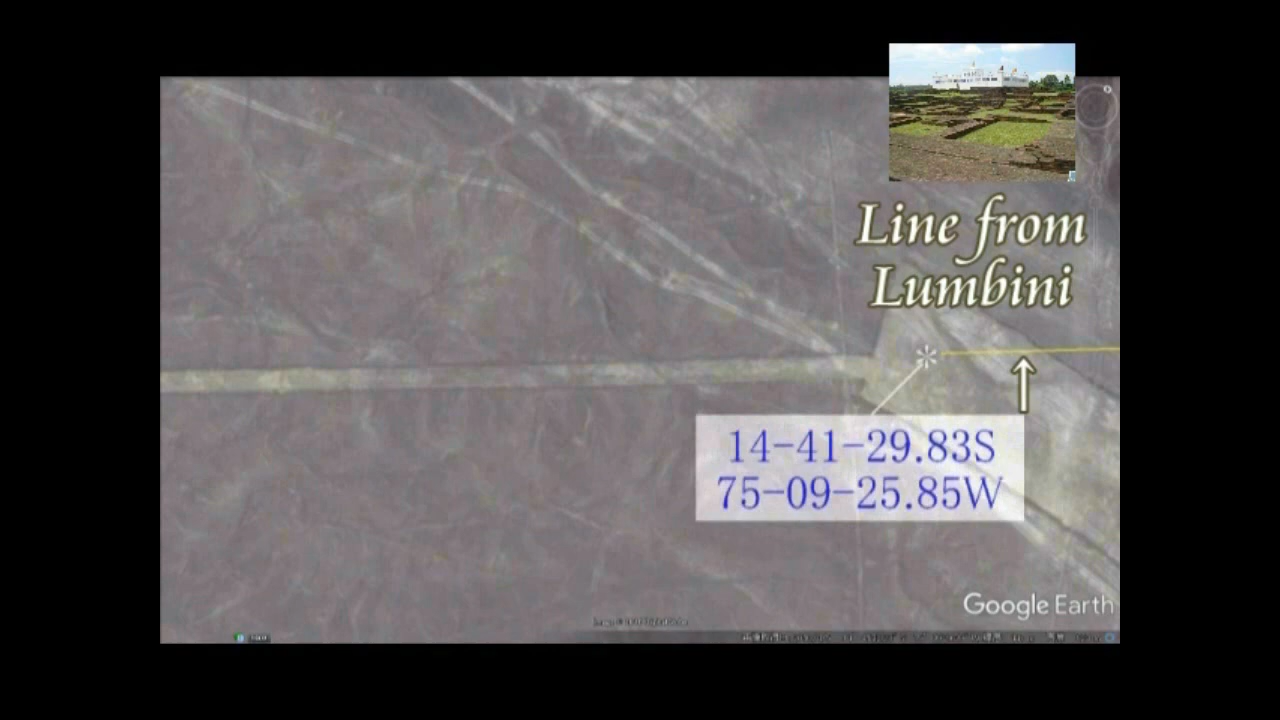 Line from
Lumbini
14-41-29.83S
75-09-25.85W
Google Earth